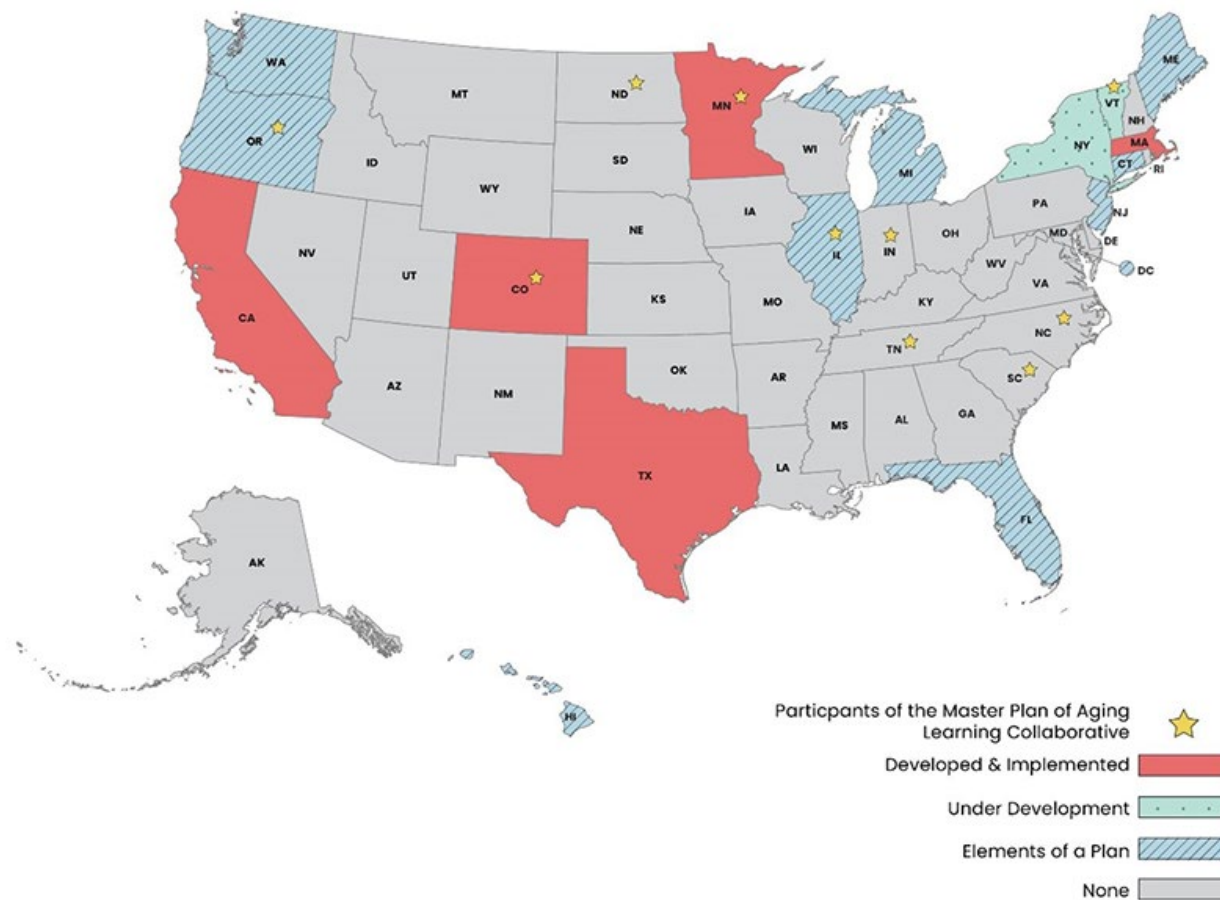 WA
ME
MT
ND
MN
VT
OR
NH
NY
MA
ID
SD
WI
CT
RI
MI
WY
PA
NJ
IA
NE
OH
MD
DE
NV
IL
IN
WV
DC
UT
CO
VA
KS
MO
KY
CA
NC
TN
OK
SC
AZ
NM
AR
GA
MS
AL
LA
TX
FL
AK
HI
Particpants of the Master Plan of Aging
Learning Collaborative
Developed & Implemented
Under Development
Elements of a Plan
None